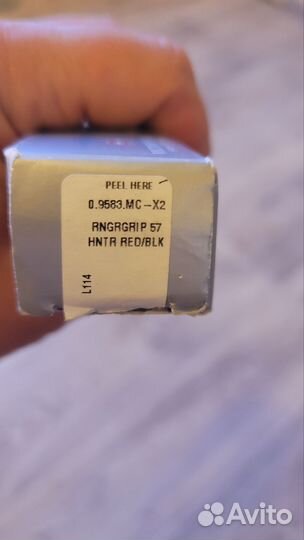 PEEL HERE
0.9583.MC-X2
RNGRGRIP 57
HNTR RED/BLK
L114
Avito